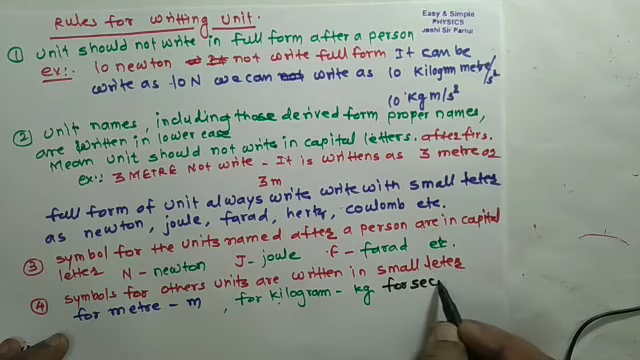 Rules for writting unit.
Easy & Simple
PHYSICS
Joshi Sir Partur
① unit should not write in full form after a person
ex:- 10 newton not write full form It can be
write as 10 N we can not write as 10 kilogrm metre/s²
10 kg m/s²
② unit names, including those derived form proper names,
are written in lower case
Mean unit should not write in capital letters. after firs.
ex:- 3 METRE Not write - It is writtens as 3 metre or
3 m
full form of unit always write write with small leter
as newton, joule, farad, hertz, coulomb etc.
③ symbol for the units named after a person are in capital
letter N - newton J - joule F - farad etc.
④ symbols for others units are written in small leter
for metre - m , for kilogram - kg for sec